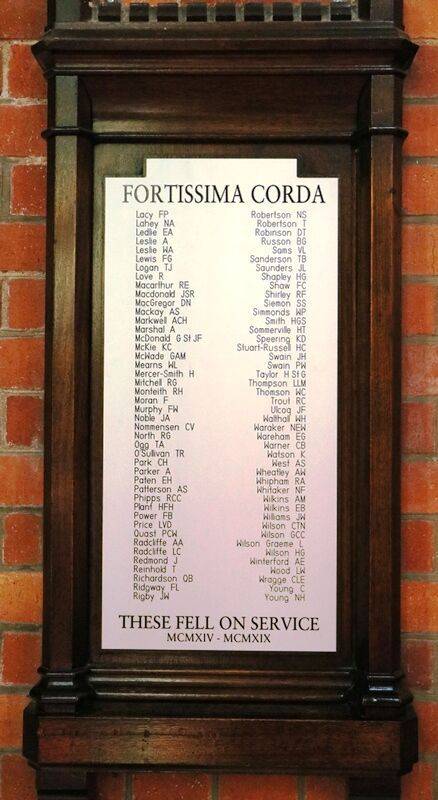 FORTISSIMA CORDA
Lacy FP
Lahey NA
Ledlie EA
Leslie A
Leslie WA
Lewis FG
Logan TJ
Love R
Macarthur RE
Macdonald JSR
MacGregor DN
Mackay AS
Markwell ACH
Marshal A
McDonald G St JF
McKie KC
McWade GAM
Mearns WL
Mercer-Smith H
Mitchell RG
Monteith RH
Moran F
Murphy FW
Noble JA
Nommensen CV
North RG
Ogg TA
O'Sullivan TR
Park CH
Parker A
Paten EH
Patterson AS
Phipps RCC
Plant HFH
Power FB
Price LVD
Quast PCW
Radcliffe AA
Radcliffe LC
Redmond J
Reinhold T
Richardson OB
Ridgway FL
Rigby JW
Robertson NS
Robertson T
Robinson DT
Russon BG
Sams VL
Sanderson TB
Saunders JL
Shapley HG
Shaw FC
Shirley RF
Siemon SS
Simmonds WP
Smith HGS
Sommerville HT
Speering KD
Stuart-Russell HC
Swain JH
Swain PW
Taylor H St G
Thompson LLM
Thomson WC
Trout RC
Ulcoq JF
Walthall WH
Waraker NEW
Wareham EG
Warner CB
Watson K
West AS
Wheatley AW
Whipham RA
Whitaker NF
Wilkins AM
Wilkins EB
Williams JW
Wilson CTN
Wilson GCC
Wilson Graeme L
Wilson HG
Winterford AE
Wood LW
Wragge CLE
Young C
Young NH
THESE FELL ON SERVICE
MCMXIV - MCMXIX